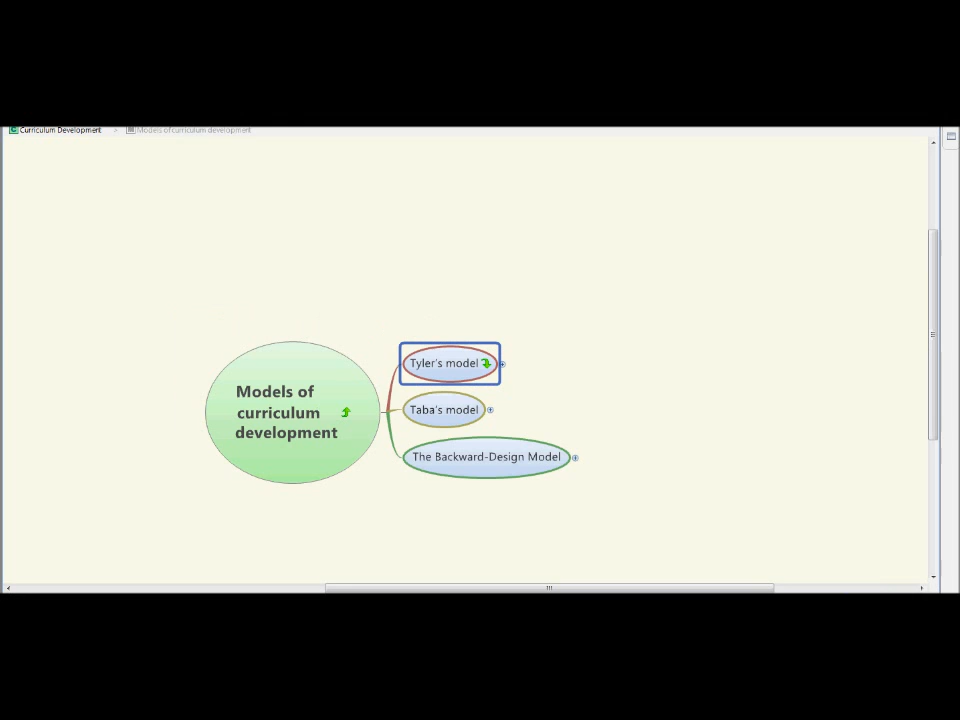 Curriculum Development > Models of curriculum development
Tyler's model
Models of
curriculum
development
Taba's model
The Backward-Design Model